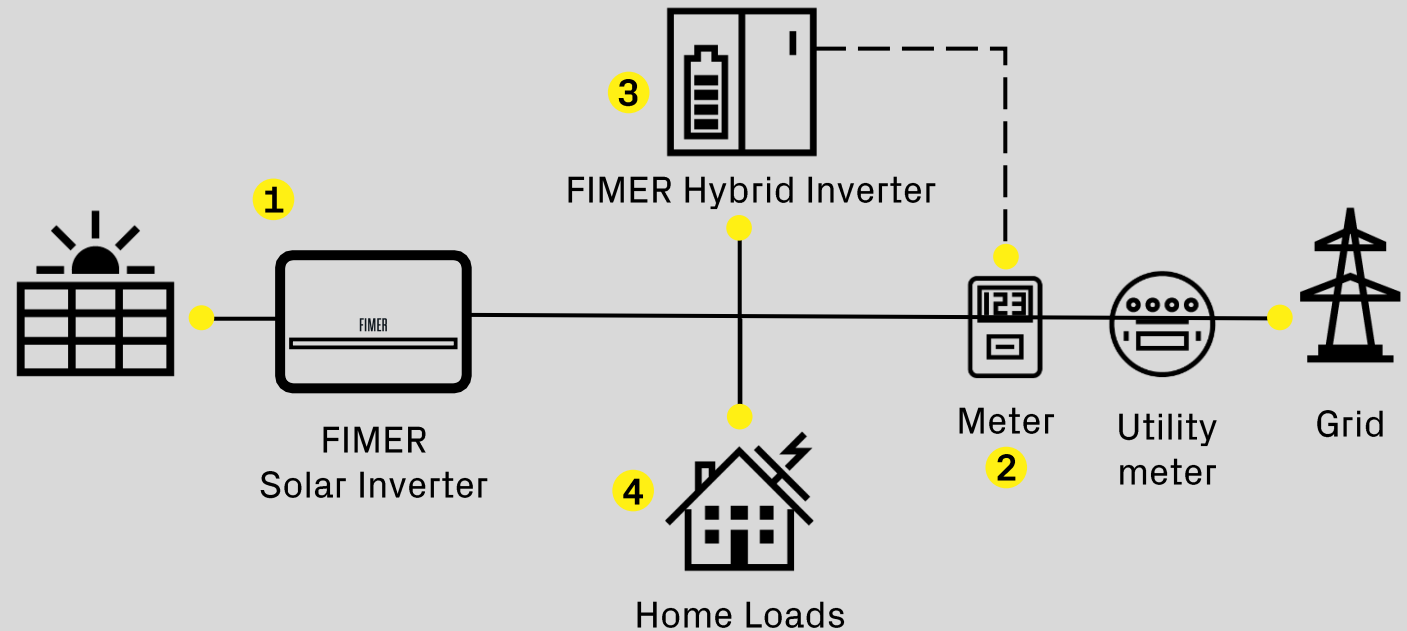 3
FIMER Hybrid Inverter
1
FIMER
FIMER
Solar Inverter
123
Meter
2
Utility
meter
Grid
4
Home Loads